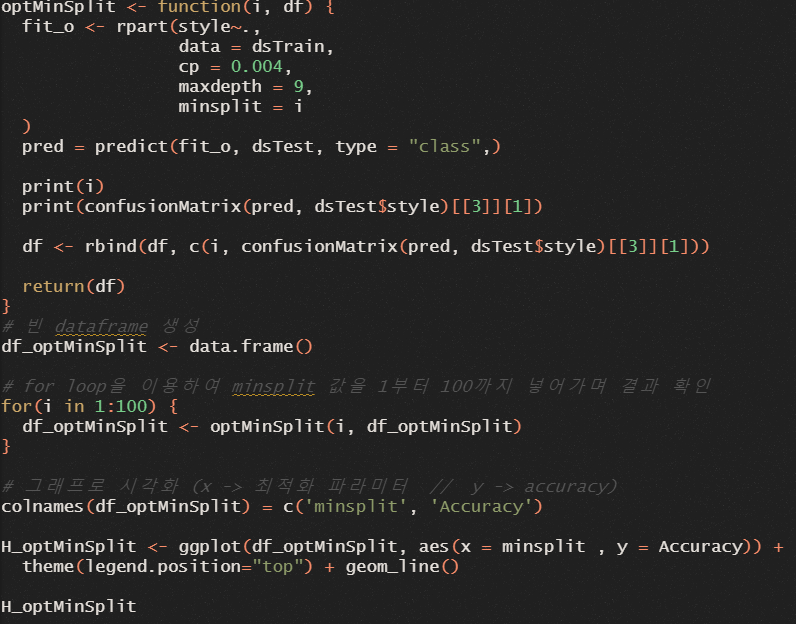 optMinSplit <- function(i, df) {
  fit_o <- rpart(style~.,
                 data = dsTrain,
                 cp = 0.004,
                 maxdepth = 9,
                 minsplit = i
  )
  pred = predict(fit_o, dsTest, type = "class",)
  print(i)
  print(confusionMatrix(pred, dsTest$style)[[3]][1])
  df <- rbind(df, c(i, confusionMatrix(pred, dsTest$style)[[3]][1]))
  return(df)
}
# 빈 dataframe 생성
df_optMinSplit <- data.frame()
# for loop을 이용하여 minsplit 값을 1부터 100까지 넣어가며 결과 확인
for(i in 1:100) {
  df_optMinSplit <- optMinSplit(i, df_optMinSplit)
}
# 그래프로 시각화 (x -> 최적화 파라미터  //  y -> accuracy)
colnames(df_optMinSplit) = c('minsplit', 'Accuracy')
H_optMinSplit <- ggplot(df_optMinSplit, aes(x = minsplit , y = Accuracy)) +
  theme(legend.position="top") + geom_line()
H_optMinSplit